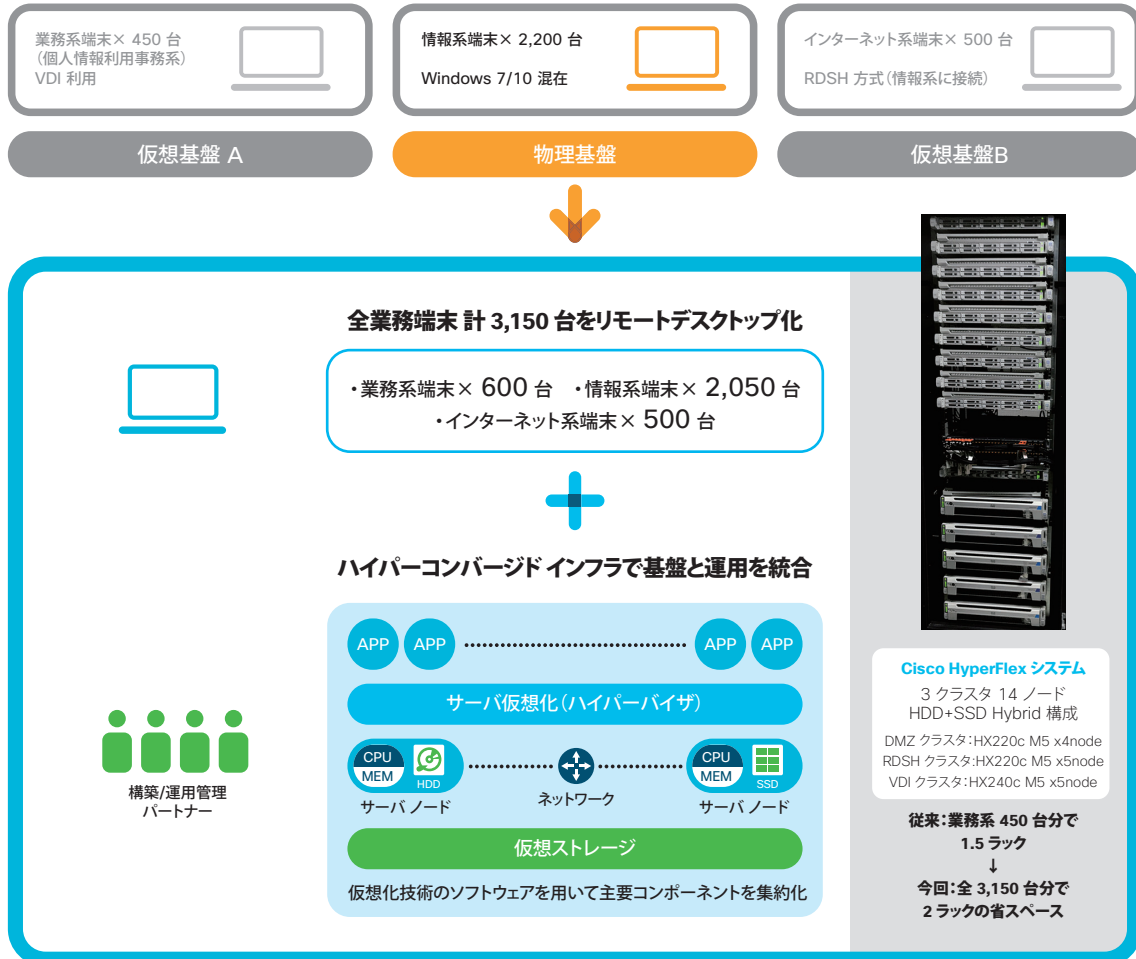 業務系端末× 450 台
(個人情報利用事務系)
VDI 利用
情報系端末× 2,200 台
Windows 7/10 混在
インターネット系端末× 500 台
RDSH 方式(情報系に接続)
仮想基盤 A
物理基盤
仮想基盤B
全業務端末 計 3,150 台をリモートデスクトップ化
・業務系端末× 600 台 ・情報系端末× 2,050 台
・インターネット系端末× 500 台
ハイパーコンバージド インフラで基盤と運用を統合
APP APP APP APP
サーバ仮想化(ハイパーバイザ)
CPU
MEM
HDD
CPU
MEM
SSD
サーバ ノード
ネットワーク
サーバ ノード
仮想ストレージ
仮想化技術のソフトウェアを用いて主要コンポーネントを集約化
構築/運用管理
パートナー
Cisco HyperFlex システム
3 クラスタ 14 ノード
HDD+SSD Hybrid 構成
DMZ クラスタ:HX220c M5 x4node
RDSH クラスタ:HX220c M5 x5node
VDI クラスタ:HX240c M5 x5node
従来:業務系 450 台分で
1.5 ラック
↓
今回:全 3,150 台分で
2 ラックの省スペース